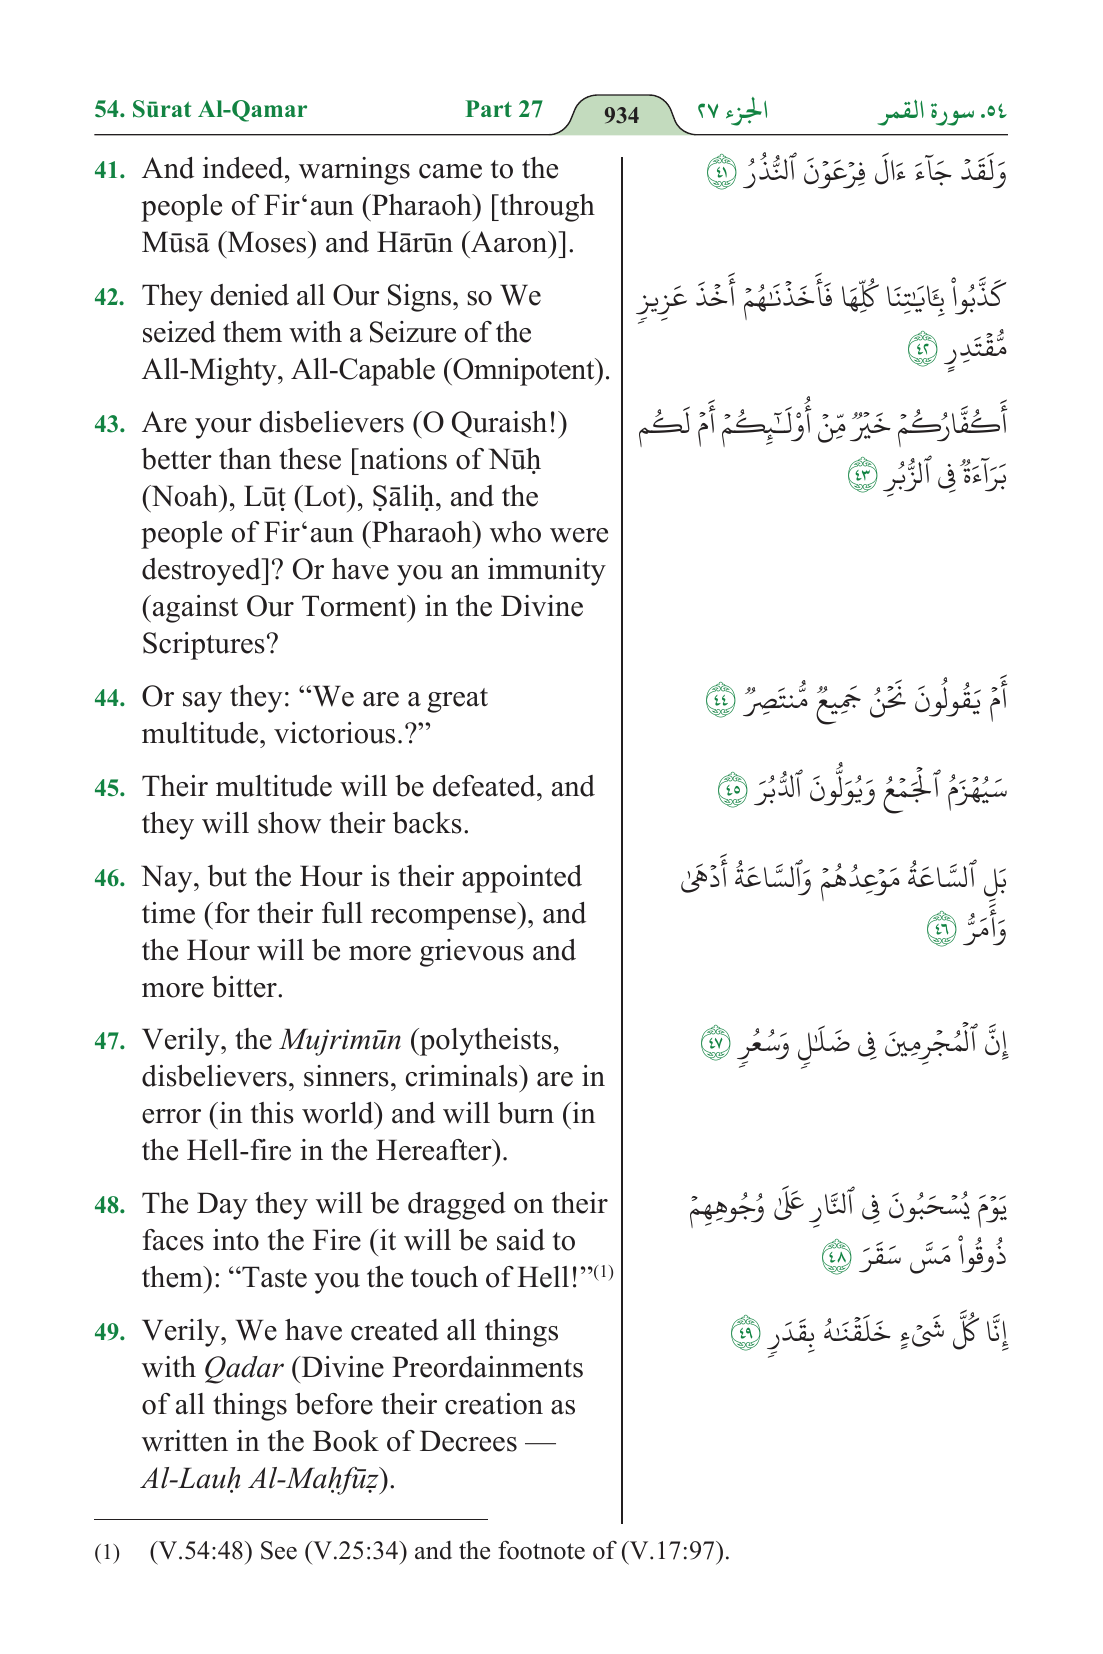 54. Sūrat Al-Qamar Part 27 934 الجزء ٢٧ ٥٤. سورة القمر
41. And indeed, warnings came to the
people of Fir‘aun (Pharaoh) [through
Mūsā (Moses) and Hārūn (Aaron)].
42. They denied all Our Signs, so We
seized them with a Seizure of the
All-Mighty, All-Capable (Omnipotent).
43. Are your disbelievers (O Quraish!)
better than these [nations of Nūḥ
(Noah), Lūṭ (Lot), Ṣāliḥ, and the
people of Fir‘aun (Pharaoh) who were
destroyed]? Or have you an immunity
(against Our Torment) in the Divine
Scriptures?
44. Or say they: “We are a great
multitude, victorious.?”
45. Their multitude will be defeated, and
they will show their backs.
46. Nay, but the Hour is their appointed
time (for their full recompense), and
the Hour will be more grievous and
more bitter.
47. Verily, the Mujrimūn (polytheists,
disbelievers, sinners, criminals) are in
error (in this world) and will burn (in
the Hell-fire in the Hereafter).
48. The Day they will be dragged on their
faces into the Fire (it will be said to
them): “Taste you the touch of Hell!”(1)
49. Verily, We have created all things
with Qadar (Divine Preordainments
of all things before their creation as
written in the Book of Decrees —
Al-Lauḥ Al-Maḥfūẓ).
وَلَقَدۡ جَآءَ ءَالَ فِرۡعَوۡنَ ٱلنُّذُرُ ٤١
كَذَّبُواْ بِـَٔايَٰتِنَا كُلِّهَا فَأَخَذۡنَٰهُمۡ أَخۡذَ عَزِيزٖ
مُّقۡتَدِرٍ ٤٢
أَكُفَّارُكُمۡ خَيۡرٞ مِّنۡ أُوْلَٰٓئِكُمۡ أَمۡ لَكُم
بَرَآءَةٞ فِي ٱلزُّبُرِ ٤٣
أَمۡ يَقُولُونَ نَحۡنُ جَمِيعٞ مُّنتَصِرٞ ٤٤
سَيُهۡزَمُ ٱلۡجَمۡعُ وَيُوَلُّونَ ٱلدُّبُرَ ٤٥
بَلِ ٱلسَّاعَةُ مَوۡعِدُهُمۡ وَٱلسَّاعَةُ أَدۡهَىٰ
وَأَمَرُّ ٤٦
إِنَّ ٱلۡمُجۡرِمِينَ فِي ضَلَٰلٖ وَسُعُرٖ ٤٧
يَوۡمَ يُسۡحَبُونَ فِي ٱلنَّارِ عَلَىٰ وُجُوهِهِمۡ
ذُوقُواْ مَسَّ سَقَرَ ٤٨
إِنَّا كُلَّ شَيۡءٍ خَلَقۡنَٰهُ بِقَدَرٖ ٤٩
(1) (V.54:48) See (V.25:34) and the footnote of (V.17:97).